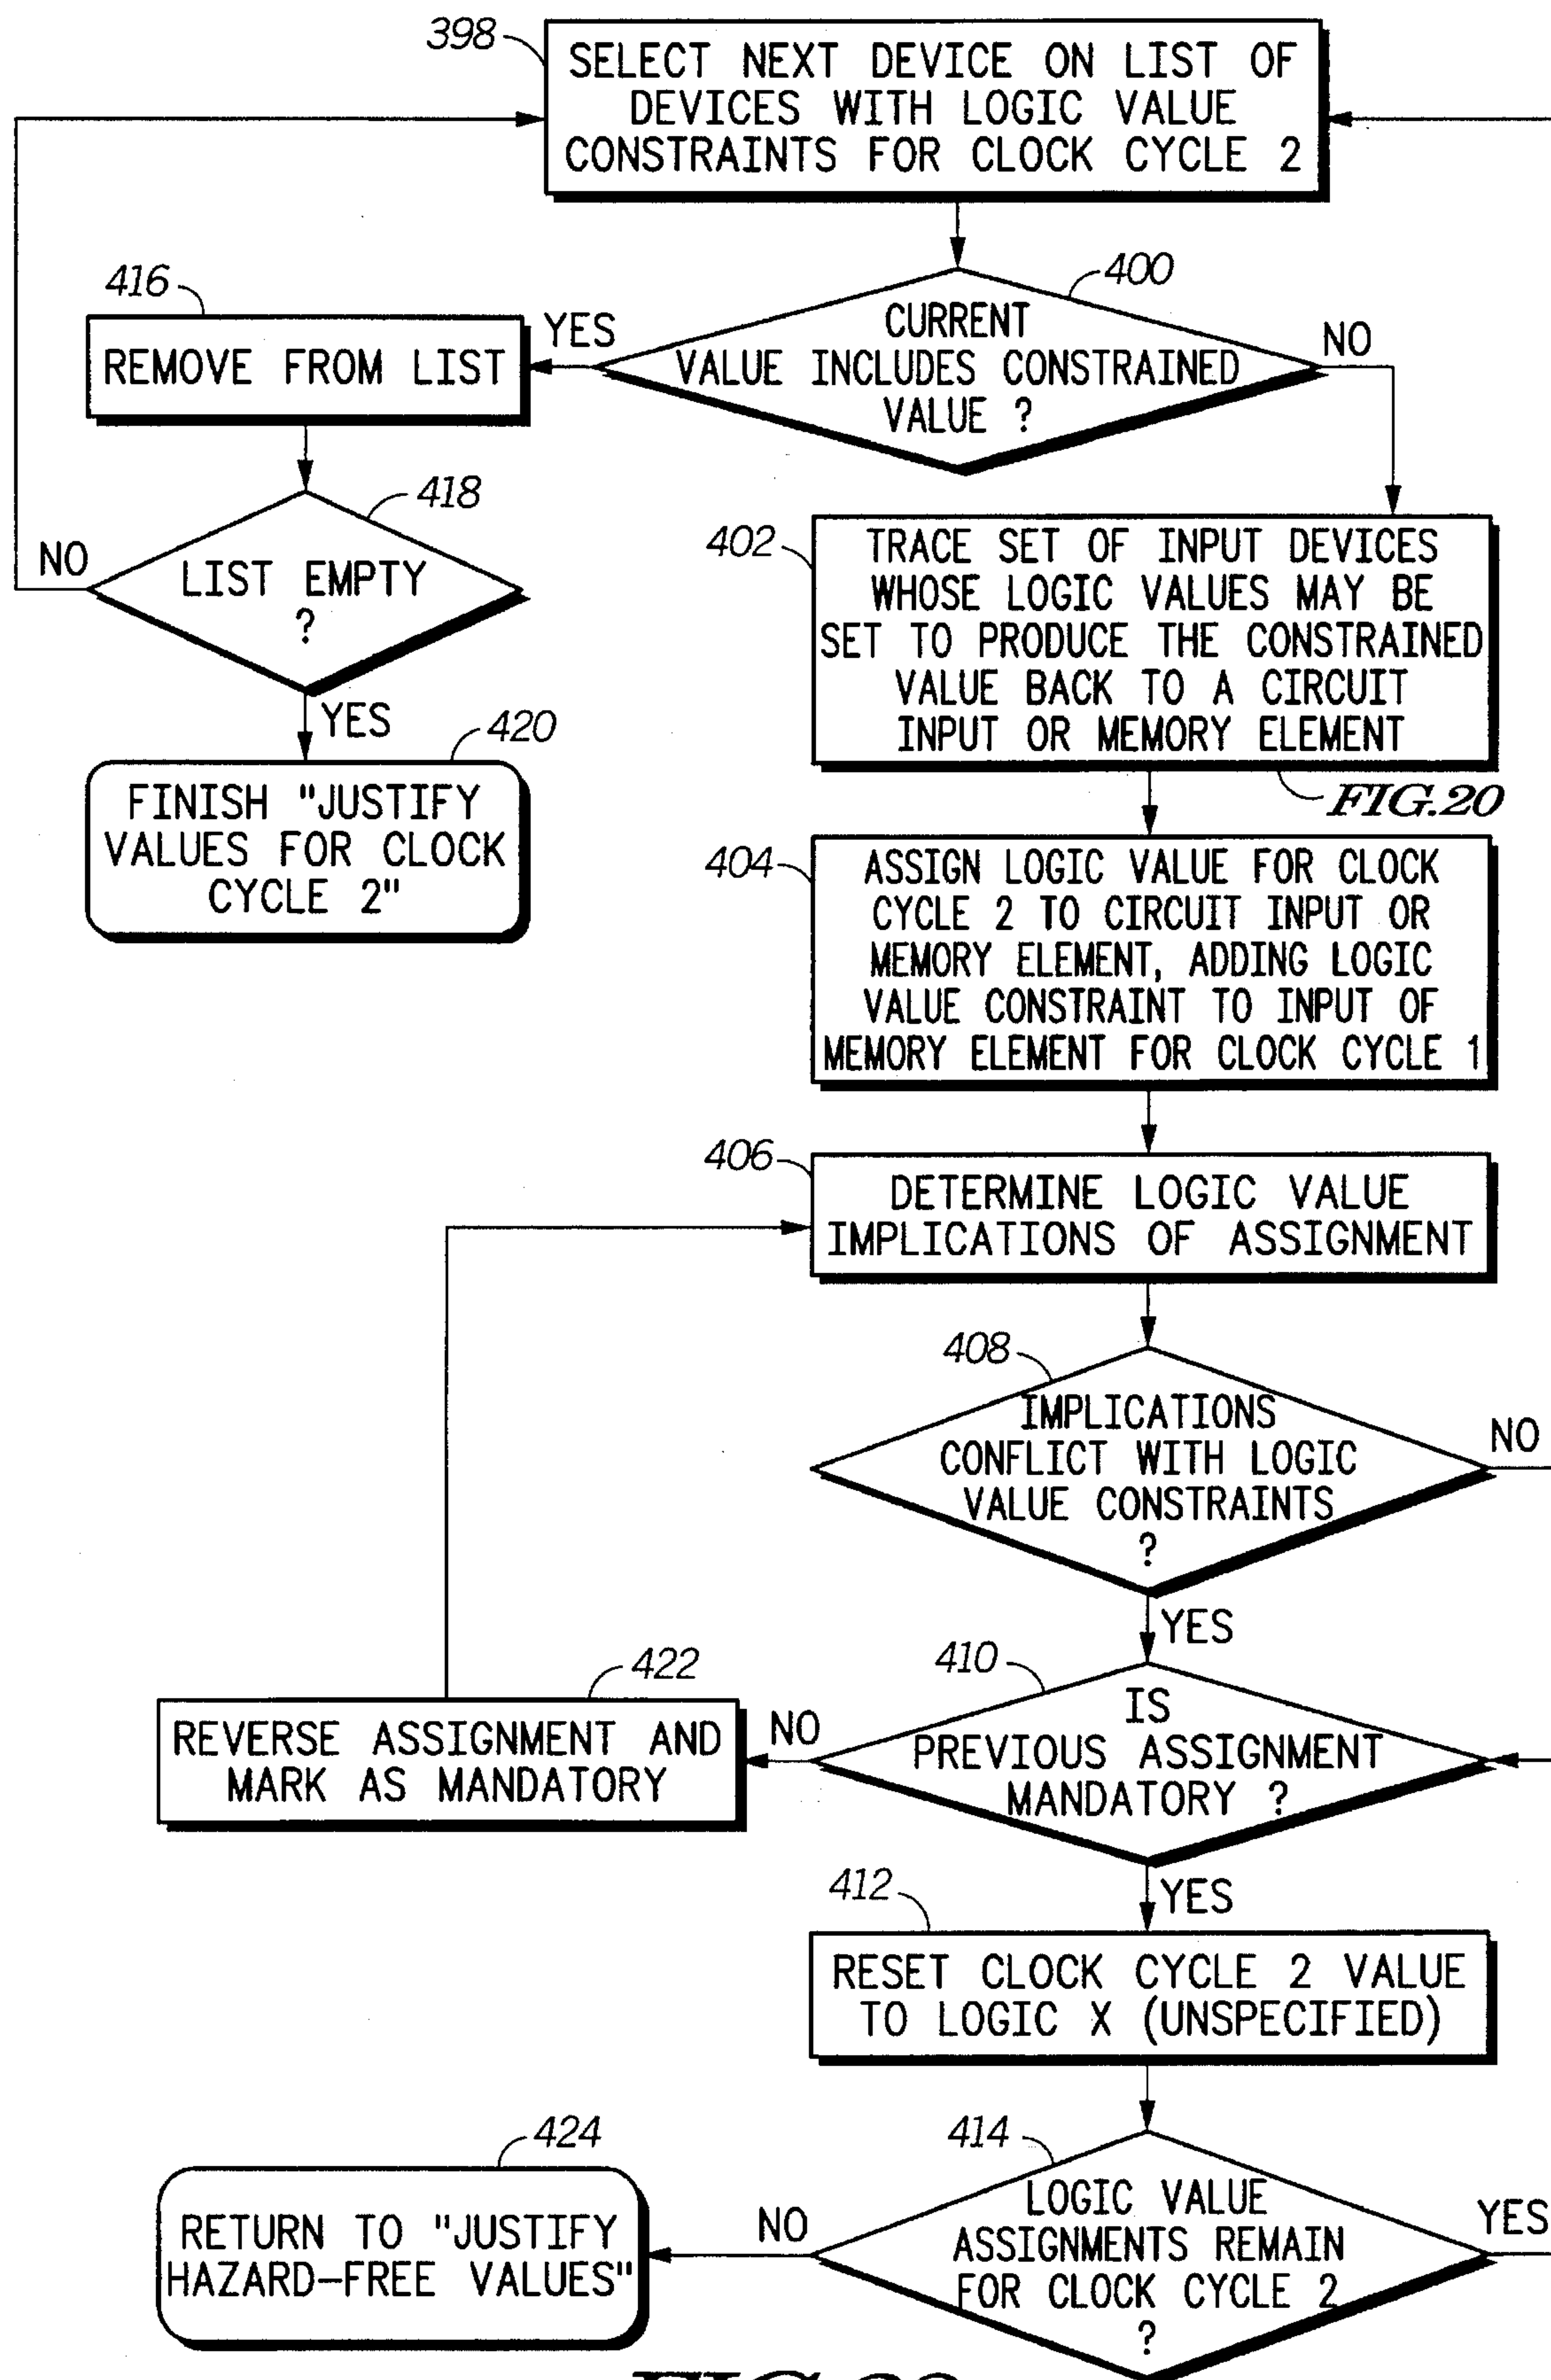 398
SELECT NEXT DEVICE ON LIST OF
DEVICES WITH LOGIC VALUE
CONSTRAINTS FOR CLOCK CYCLE 2
400
CURRENT
VALUE INCLUDES CONSTRAINED
VALUE ?
YES
NO
416
REMOVE FROM LIST
418
LIST EMPTY
?
NO
YES
420
FINISH "JUSTIFY
VALUES FOR CLOCK
CYCLE 2"
402
TRACE SET OF INPUT DEVICES
WHOSE LOGIC VALUES MAY BE
SET TO PRODUCE THE CONSTRAINED
VALUE BACK TO A CIRCUIT
INPUT OR MEMORY ELEMENT
FIG.20
404
ASSIGN LOGIC VALUE FOR CLOCK
CYCLE 2 TO CIRCUIT INPUT OR
MEMORY ELEMENT, ADDING LOGIC
VALUE CONSTRAINT TO INPUT OF
MEMORY ELEMENT FOR CLOCK CYCLE 1
406
DETERMINE LOGIC VALUE
IMPLICATIONS OF ASSIGNMENT
408
IMPLICATIONS
CONFLICT WITH LOGIC
VALUE CONSTRAINTS
?
NO
YES
410
IS
PREVIOUS ASSIGNMENT
MANDATORY ?
NO
YES
422
REVERSE ASSIGNMENT AND
MARK AS MANDATORY
412
RESET CLOCK CYCLE 2 VALUE
TO LOGIC X (UNSPECIFIED)
414
LOGIC VALUE
ASSIGNMENTS REMAIN
FOR CLOCK CYCLE 2
?
NO
YES
424
RETURN TO "JUSTIFY
HAZARD-FREE VALUES"